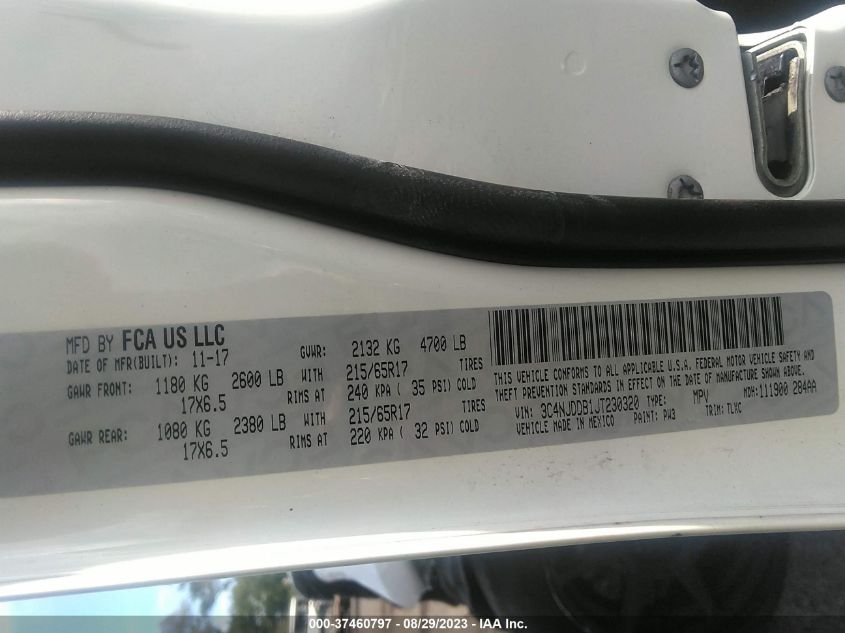 MFD BY FCA US LLC
DATE OF MFR(BUILT): 11-17
GVWR: 2132 KG 4700 LB
GAWR FRONT: 1180 KG 2600 LB WITH 215/65R17 TIRES
17X6.5 RIMS AT 240 KPA ( 35 PSI) COLD
GAWR REAR: 1080 KG 2380 LB WITH 215/65R17 TIRES
17X6.5 RIMS AT 220 KPA ( 32 PSI) COLD
THIS VEHICLE CONFORMS TO ALL APPLICABLE U.S.A. FEDERAL MOTOR VEHICLE SAFETY AND
THEFT PREVENTION STANDARDS IN EFFECT ON THE DATE OF MANUFACTURE SHOWN ABOVE.
VIN: 3C4NJDDB1JT230320 TYPE: MPV MDH:111900 284AA
VEHICLE MADE IN MEXICO PAINT: PW3 TRIM: TLXC
000-37460797 - 08/29/2023 - IAA Inc.